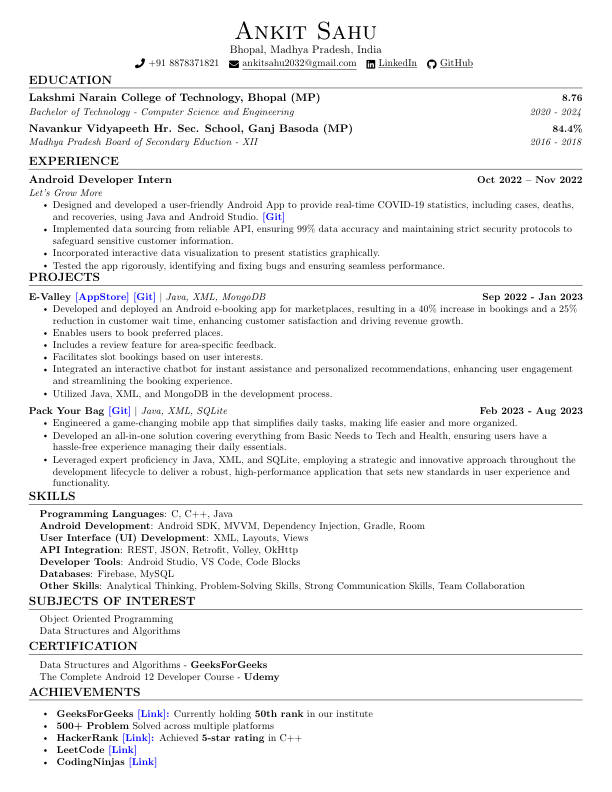 Ankit Sahu
Bhopal, Madhya Pradesh, India
+91 8878371821 ankitsahu2032@gmail.com LinkedIn GitHub
EDUCATION
Lakshmi Narain College of Technology, Bhopal (MP) 8.76
Bachelor of Technology - Computer Science and Engineering 2020 - 2024
Navankur Vidyapeeth Hr. Sec. School, Ganj Basoda (MP) 84.4%
Madhya Pradesh Board of Secondary Eduction - XII 2016 - 2018
EXPERIENCE
Android Developer Intern Oct 2022 – Nov 2022
Let's Grow More
• Designed and developed a user-friendly Android App to provide real-time COVID-19 statistics, including cases, deaths,
and recoveries, using Java and Android Studio. [Git]
• Implemented data sourcing from reliable API, ensuring 99% data accuracy and maintaining strict security protocols to
safeguard sensitive customer information.
• Incorporated interactive data visualization to present statistics graphically.
• Tested the app rigorously, identifying and fixing bugs and ensuring seamless performance.
PROJECTS
E-Valley [AppStore] [Git] | Java, XML, MongoDB Sep 2022 - Jan 2023
• Developed and deployed an Android e-booking app for marketplaces, resulting in a 40% increase in bookings and a 25%
reduction in customer wait time, enhancing customer satisfaction and driving revenue growth.
• Enables users to book preferred places.
• Includes a review feature for area-specific feedback.
• Facilitates slot bookings based on user interests.
• Integrated an interactive chatbot for instant assistance and personalized recommendations, enhancing user engagement
and streamlining the booking experience.
• Utilized Java, XML, and MongoDB in the development process.
Pack Your Bag [Git] | Java, XML, SQLite Feb 2023 - Aug 2023
• Engineered a game-changing mobile app that simplifies daily tasks, making life easier and more organized.
• Developed an all-in-one solution covering everything from Basic Needs to Tech and Health, ensuring users have a
hassle-free experience managing their daily essentials.
• Leveraged expert proficiency in Java, XML, and SQLite, employing a strategic and innovative approach throughout the
development lifecycle to deliver a robust, high-performance application that sets new standards in user experience and
functionality.
SKILLS
Programming Languages: C, C++, Java
Android Development: Android SDK, MVVM, Dependency Injection, Gradle, Room
User Interface (UI) Development: XML, Layouts, Views
API Integration: REST, JSON, Retrofit, Volley, OkHttp
Developer Tools: Android Studio, VS Code, Code Blocks
Databases: Firebase, MySQL
Other Skills: Analytical Thinking, Problem-Solving Skills, Strong Communication Skills, Team Collaboration
SUBJECTS OF INTEREST
Object Oriented Programming
Data Structures and Algorithms
CERTIFICATION
Data Structures and Algorithms - GeeksForGeeks
The Complete Android 12 Developer Course - Udemy
ACHIEVEMENTS
• GeeksForGeeks [Link]: Currently holding 50th rank in our institute
• 500+ Problem Solved across multiple platforms
• HackerRank [Link]: Achieved 5-star rating in C++
• LeetCode [Link]
• CodingNinjas [Link]